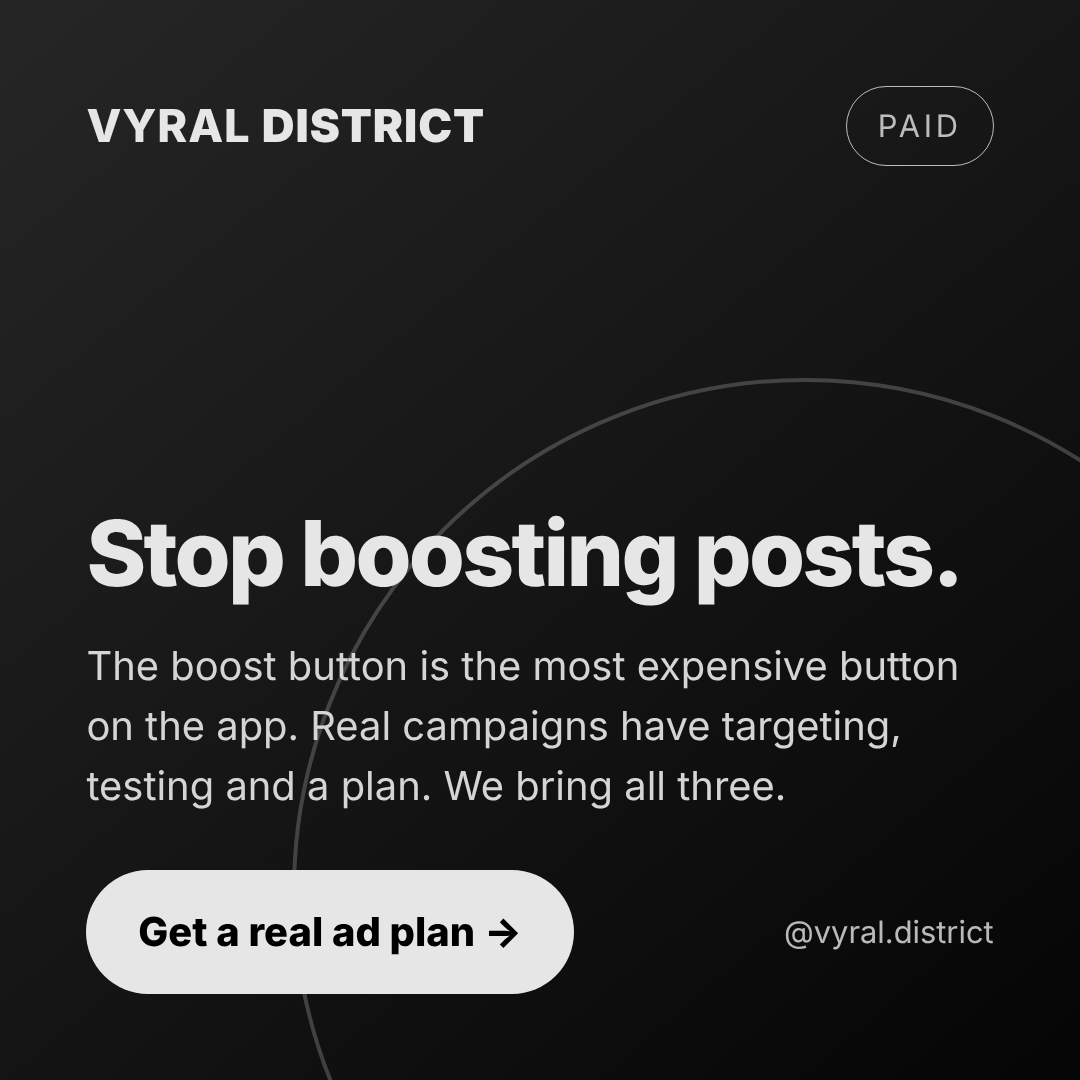 VYRAL DISTRICT
PAID
Stop boosting posts.
The boost button is the most expensive button
on the app. Real campaigns have targeting,
testing and a plan. We bring all three.
Get a real ad plan →
@vyral.district